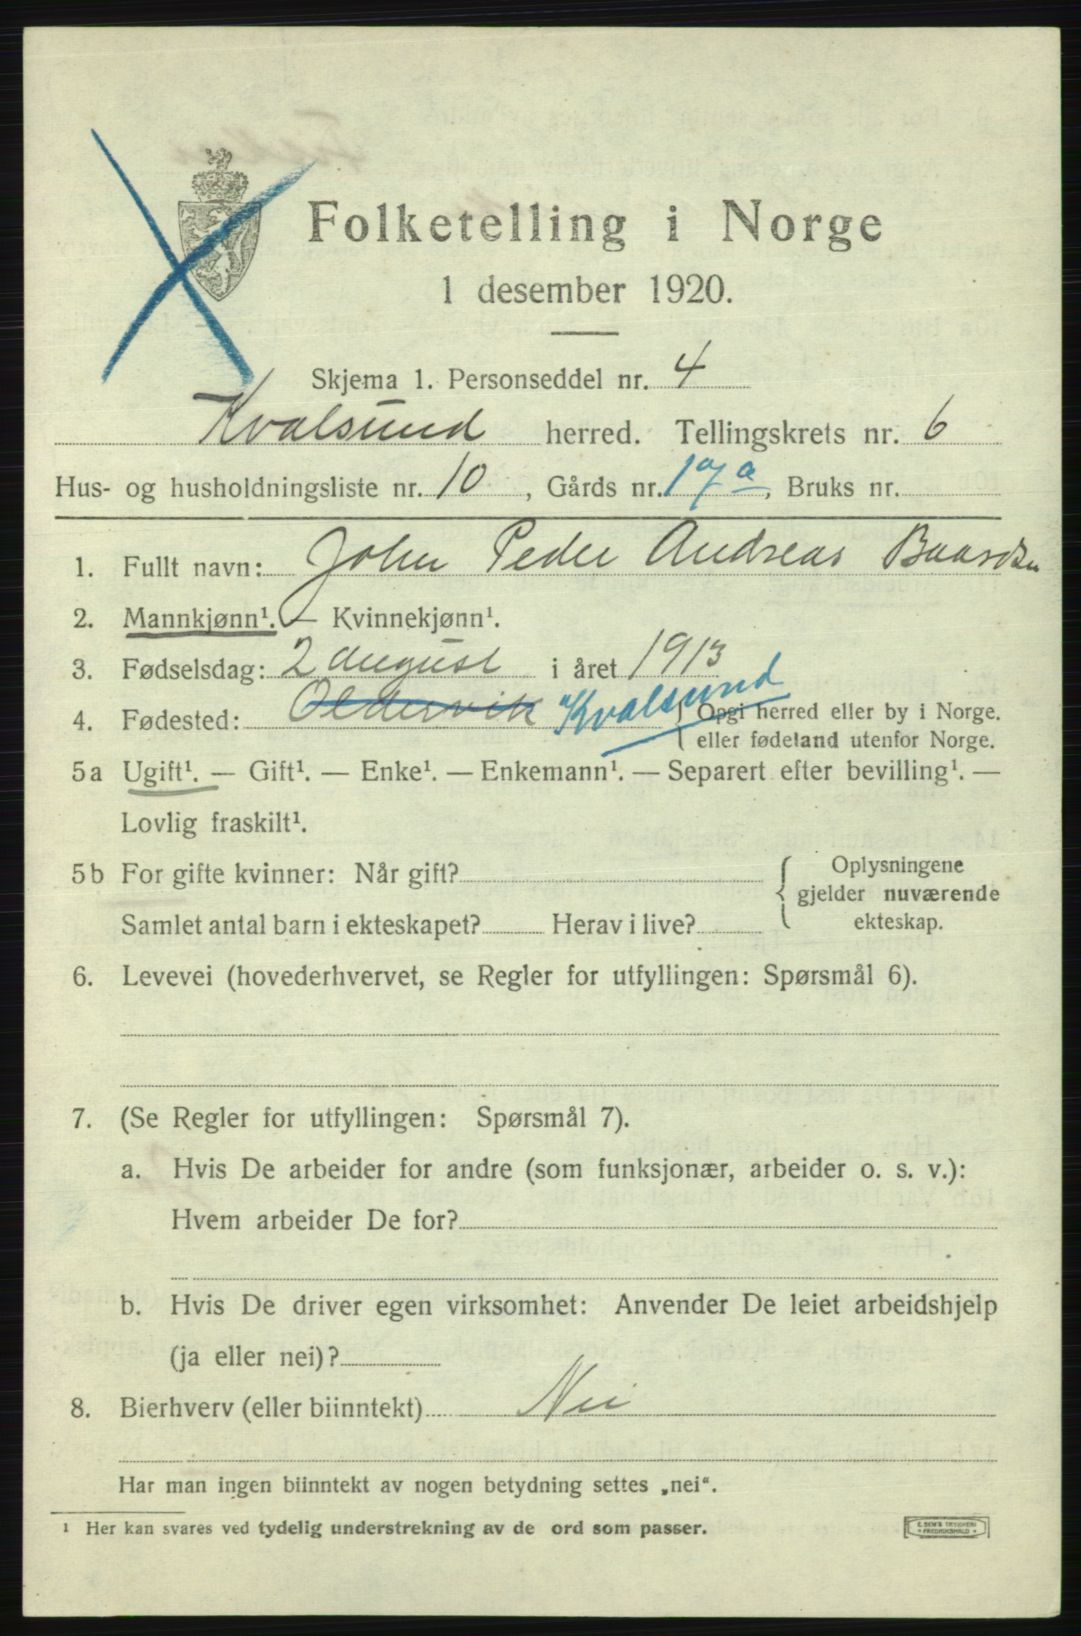 Folketelling i Norge
1 desember 1920.
Skjema 1. Personseddel nr. 4
Kvalsund herred. Tellingskrets nr. 6
Hus- og husholdningsliste nr. 10, Gårds nr. 17a, Bruks nr.
1. Fullt navn: John Peder Andreas Baardsen
2. Mannkjønn¹. — Kvinnekjønn¹.
3. Fødselsdag: 2 august i året 1913
4. Fødested: Oldervik Kvalsund { Opgi herred eller by i Norge.
eller fødeland utenfor Norge.
5a Ugift¹. — Gift¹. — Enke¹. — Enkemann¹. — Separert efter bevilling¹. —
Lovlig fraskilt¹.
5b For gifte kvinner: Når gift? { Oplysningene
gjelder nuværende
Samlet antal barn i ekteskapet? Herav i live? ekteskap.
6. Levevei (hovederhvervet, se Regler for utfyllingen: Spørsmål 6).
7. (Se Regler for utfyllingen: Spørsmål 7).
a. Hvis De arbeider for andre (som funksjonær, arbeider o. s. v.):
Hvem arbeider De for?
b. Hvis De driver egen virksomhet: Anvender De leiet arbeidshjelp
(ja eller nei)?
8. Bierhverv (eller biinntekt) Nei
Har man ingen biinntekt av nogen betydning settes „nei“.
¹ Her kan svares ved tydelig understrekning av de ord som passer.